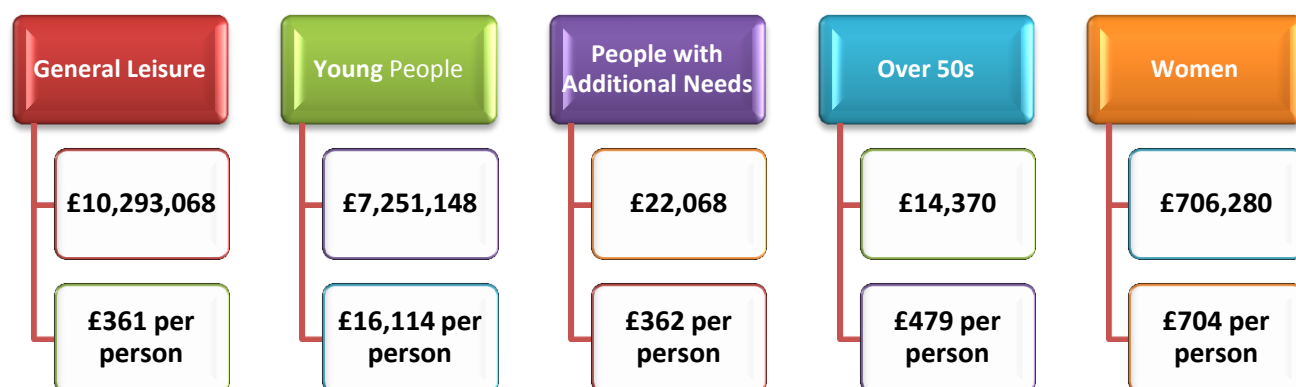 General Leisure
£10,293,068
£361 per
person
Young People
£7,251,148
£16,114 per
person
People with
Additional Needs
£22,068
£362 per
person
Over 50s
£14,370
£479 per
person
Women
£706,280
£704 per
person